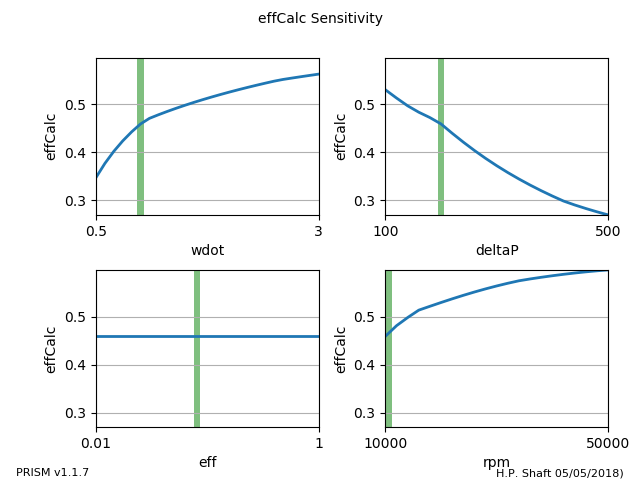 effCalc Sensitivity
effCalc
0.5
0.4
0.3
0.5
3
wdot
effCalc
0.5
0.4
0.3
100
500
deltaP
effCalc
0.5
0.4
0.3
0.01
1
eff
effCalc
0.5
0.4
0.3
10000
50000
rpm
PRISM v1.1.7
H.P. Shaft 05/05/2018)